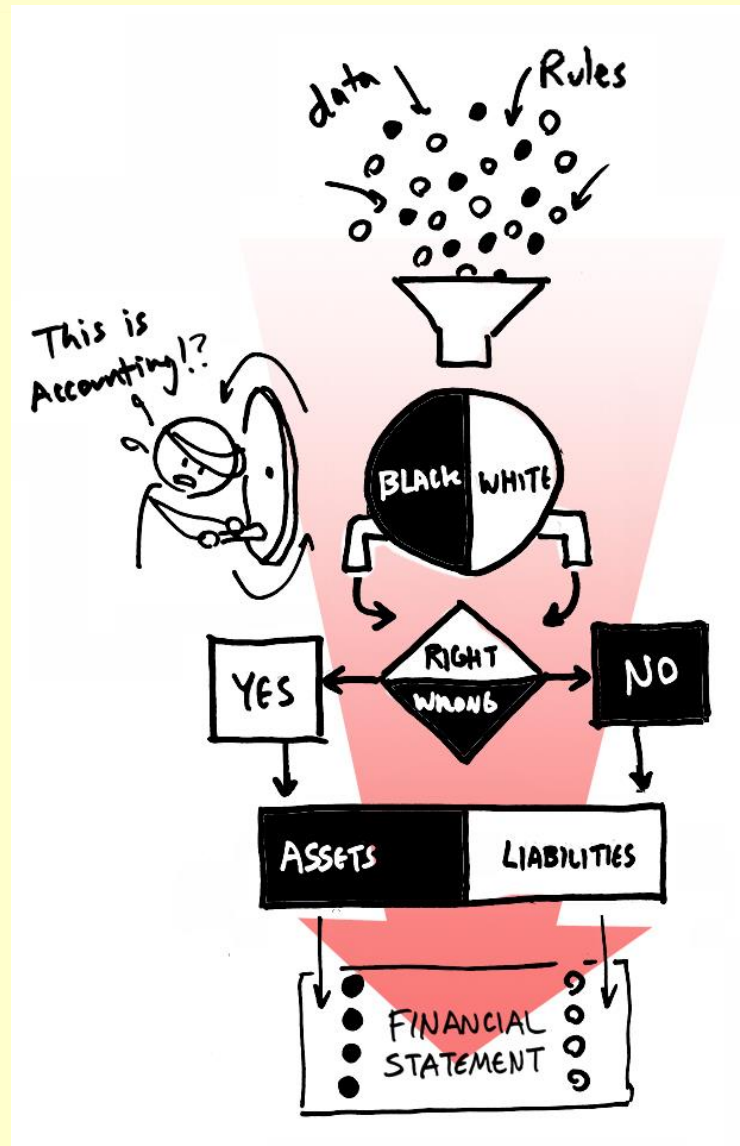 data
Rules
This is
Accounting!?
BLACK
WHITE
RIGHT
WRONG
YES
NO
ASSETS
LIABILITIES
FINANCIAL
STATEMENT